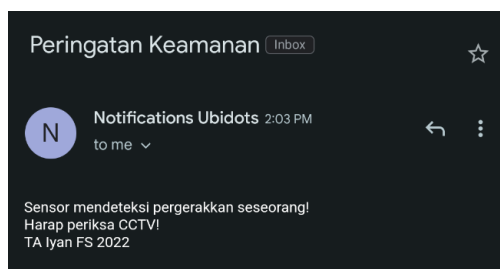 Peringatan Keamanan Inbox
N
Notifications Ubidots 2:03 PM
to me
Sensor mendeteksi pergerakkan seseorang!
Harap periksa CCTV!
TA Iyan FS 2022